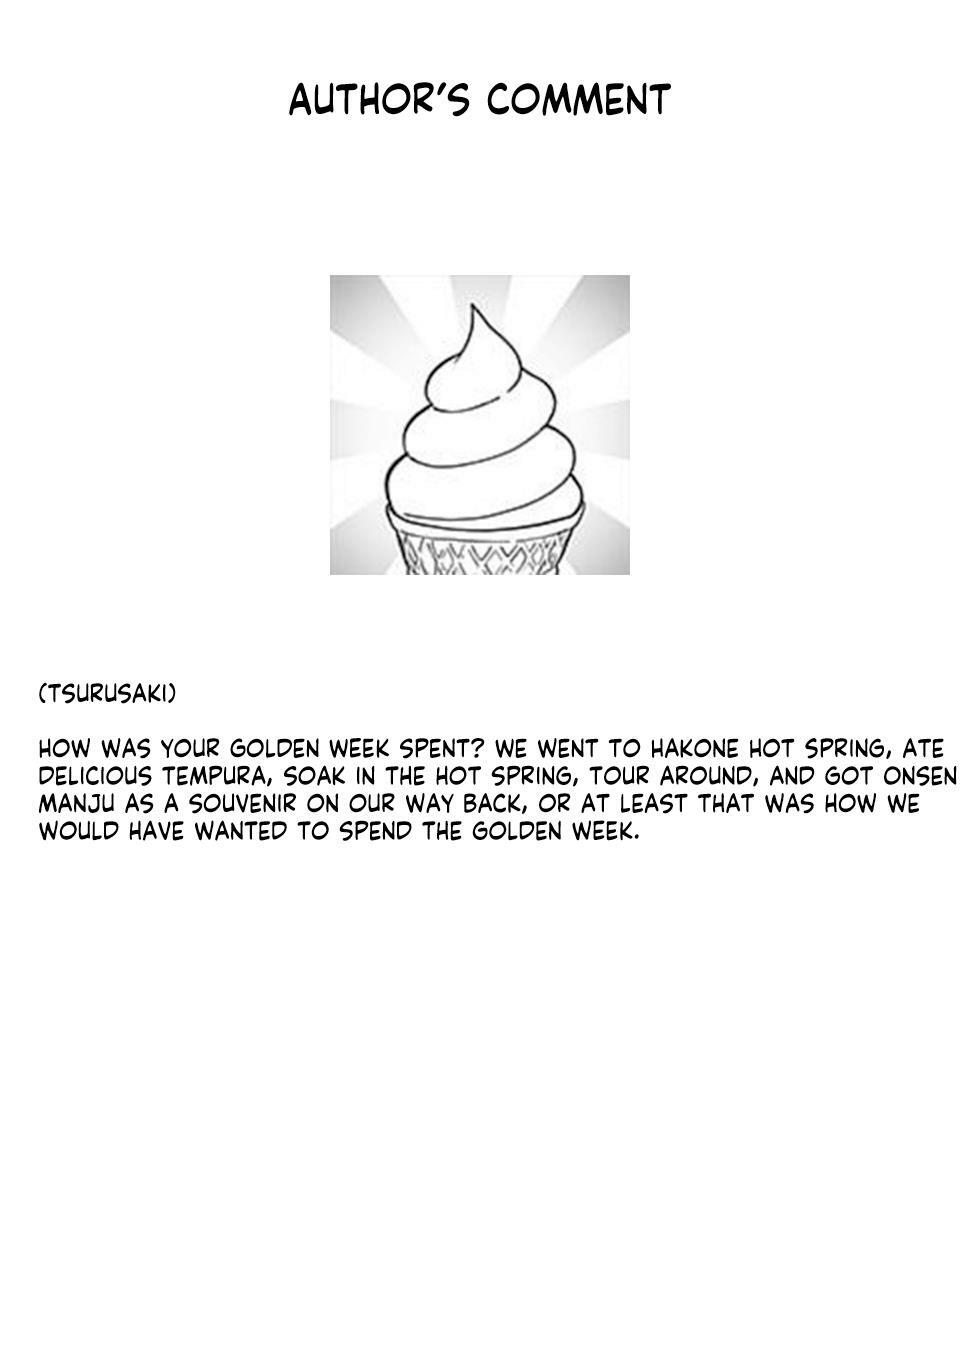 AUTHOR'S COMMENT
(TSURUSAKI)
HOW WAS YOUR GOLDEN WEEK SPENT? WE WENT TO HAKONE HOT SPRING, ATE
DELICIOUS TEMPURA, SOAK IN THE HOT SPRING, TOUR AROUND, AND GOT ONSEN
MANJU AS A SOUVENIR ON OUR WAY BACK, OR AT LEAST THAT WAS HOW WE
WOULD HAVE WANTED TO SPEND THE GOLDEN WEEK.